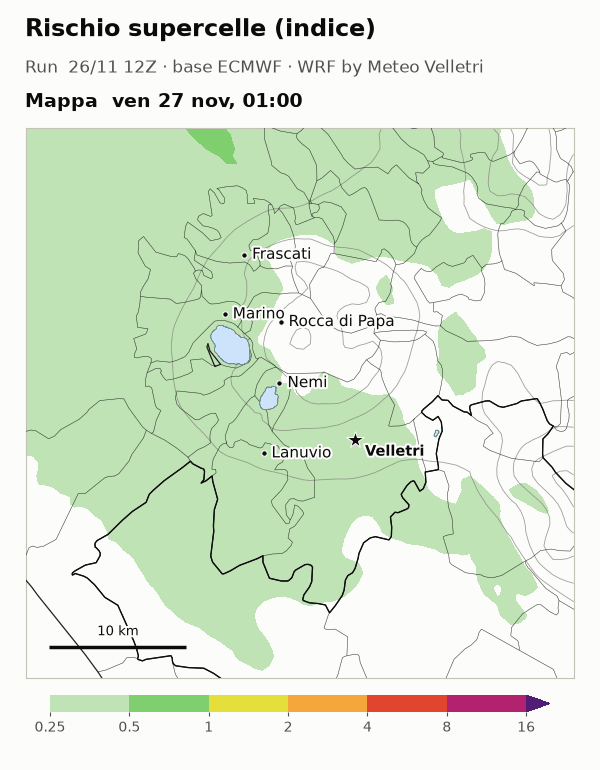 Rischio supercelle (indice)
Run  26/11 12Z · base ECMWF · WRF by Meteo Velletri
Mappa  ven 27 nov, 01:00
Frascati
Marino
Rocca di Papa
Nemi
Velletri
Lanuvio
10 km
0.25 0.5 1 2 4 8 16